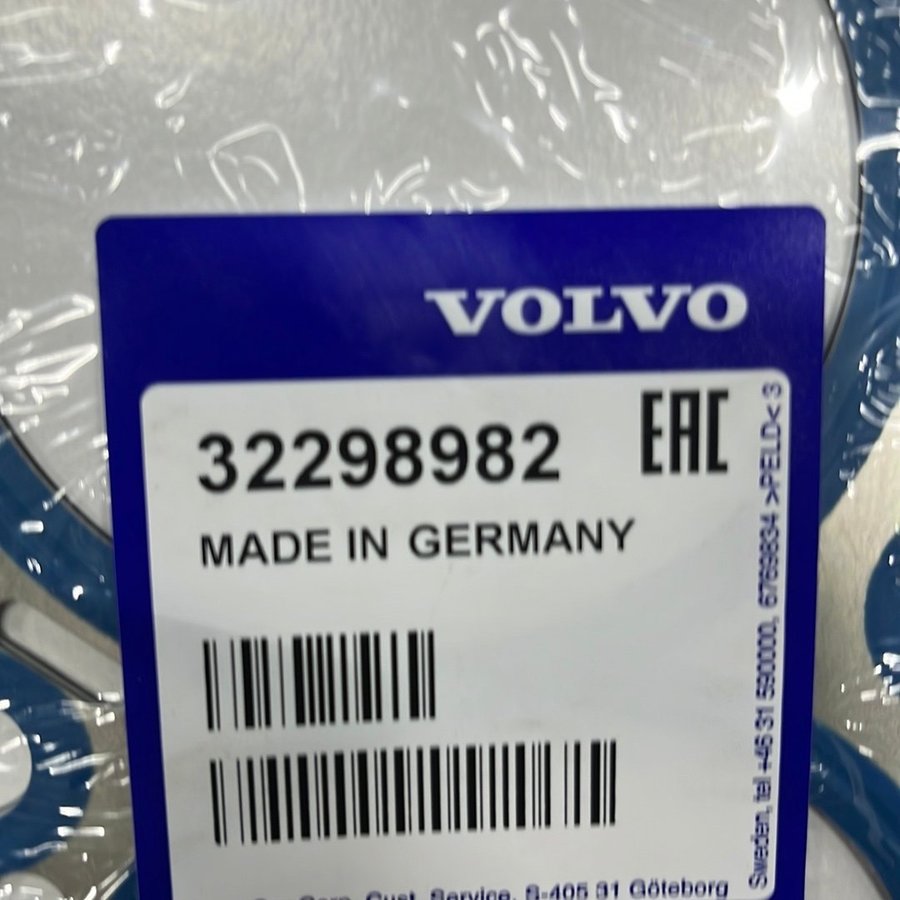 VOLVO
32298982 EAC
MADE IN GERMANY
Corp. Cust. Service, S-405 31 Göteborg
Sweden, tel +46 31 590000, 6769834 >PELD< 3